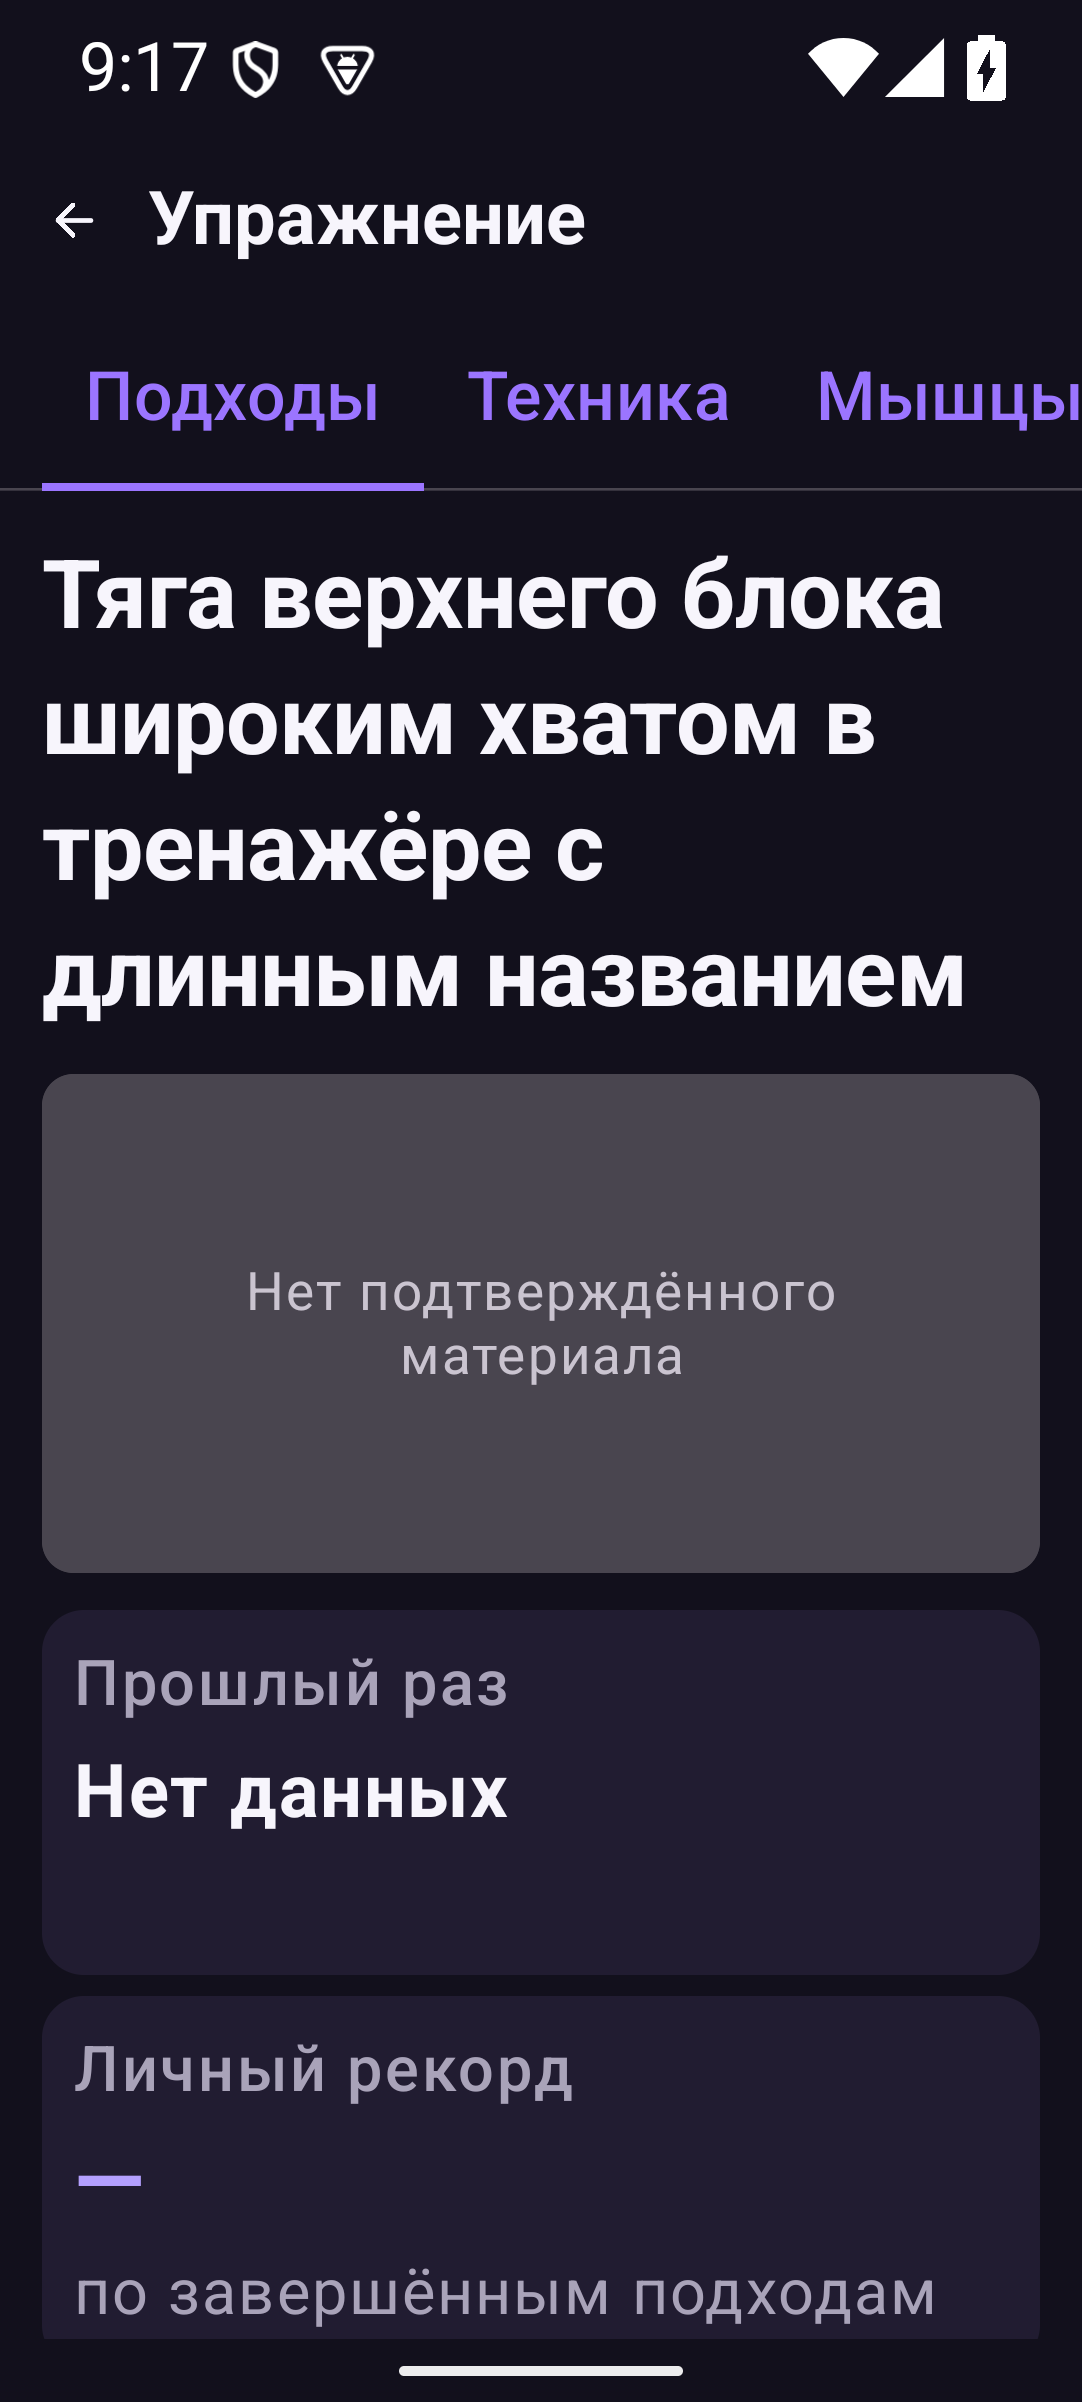 9:17
Упражнение
Подходы Техника Мышцы
Тяга верхнего блока
широким хватом в
тренажёре с
длинным названием
Нет подтверждённого
материала
Прошлый раз
Нет данных
Личный рекорд
—
по завершённым подходам